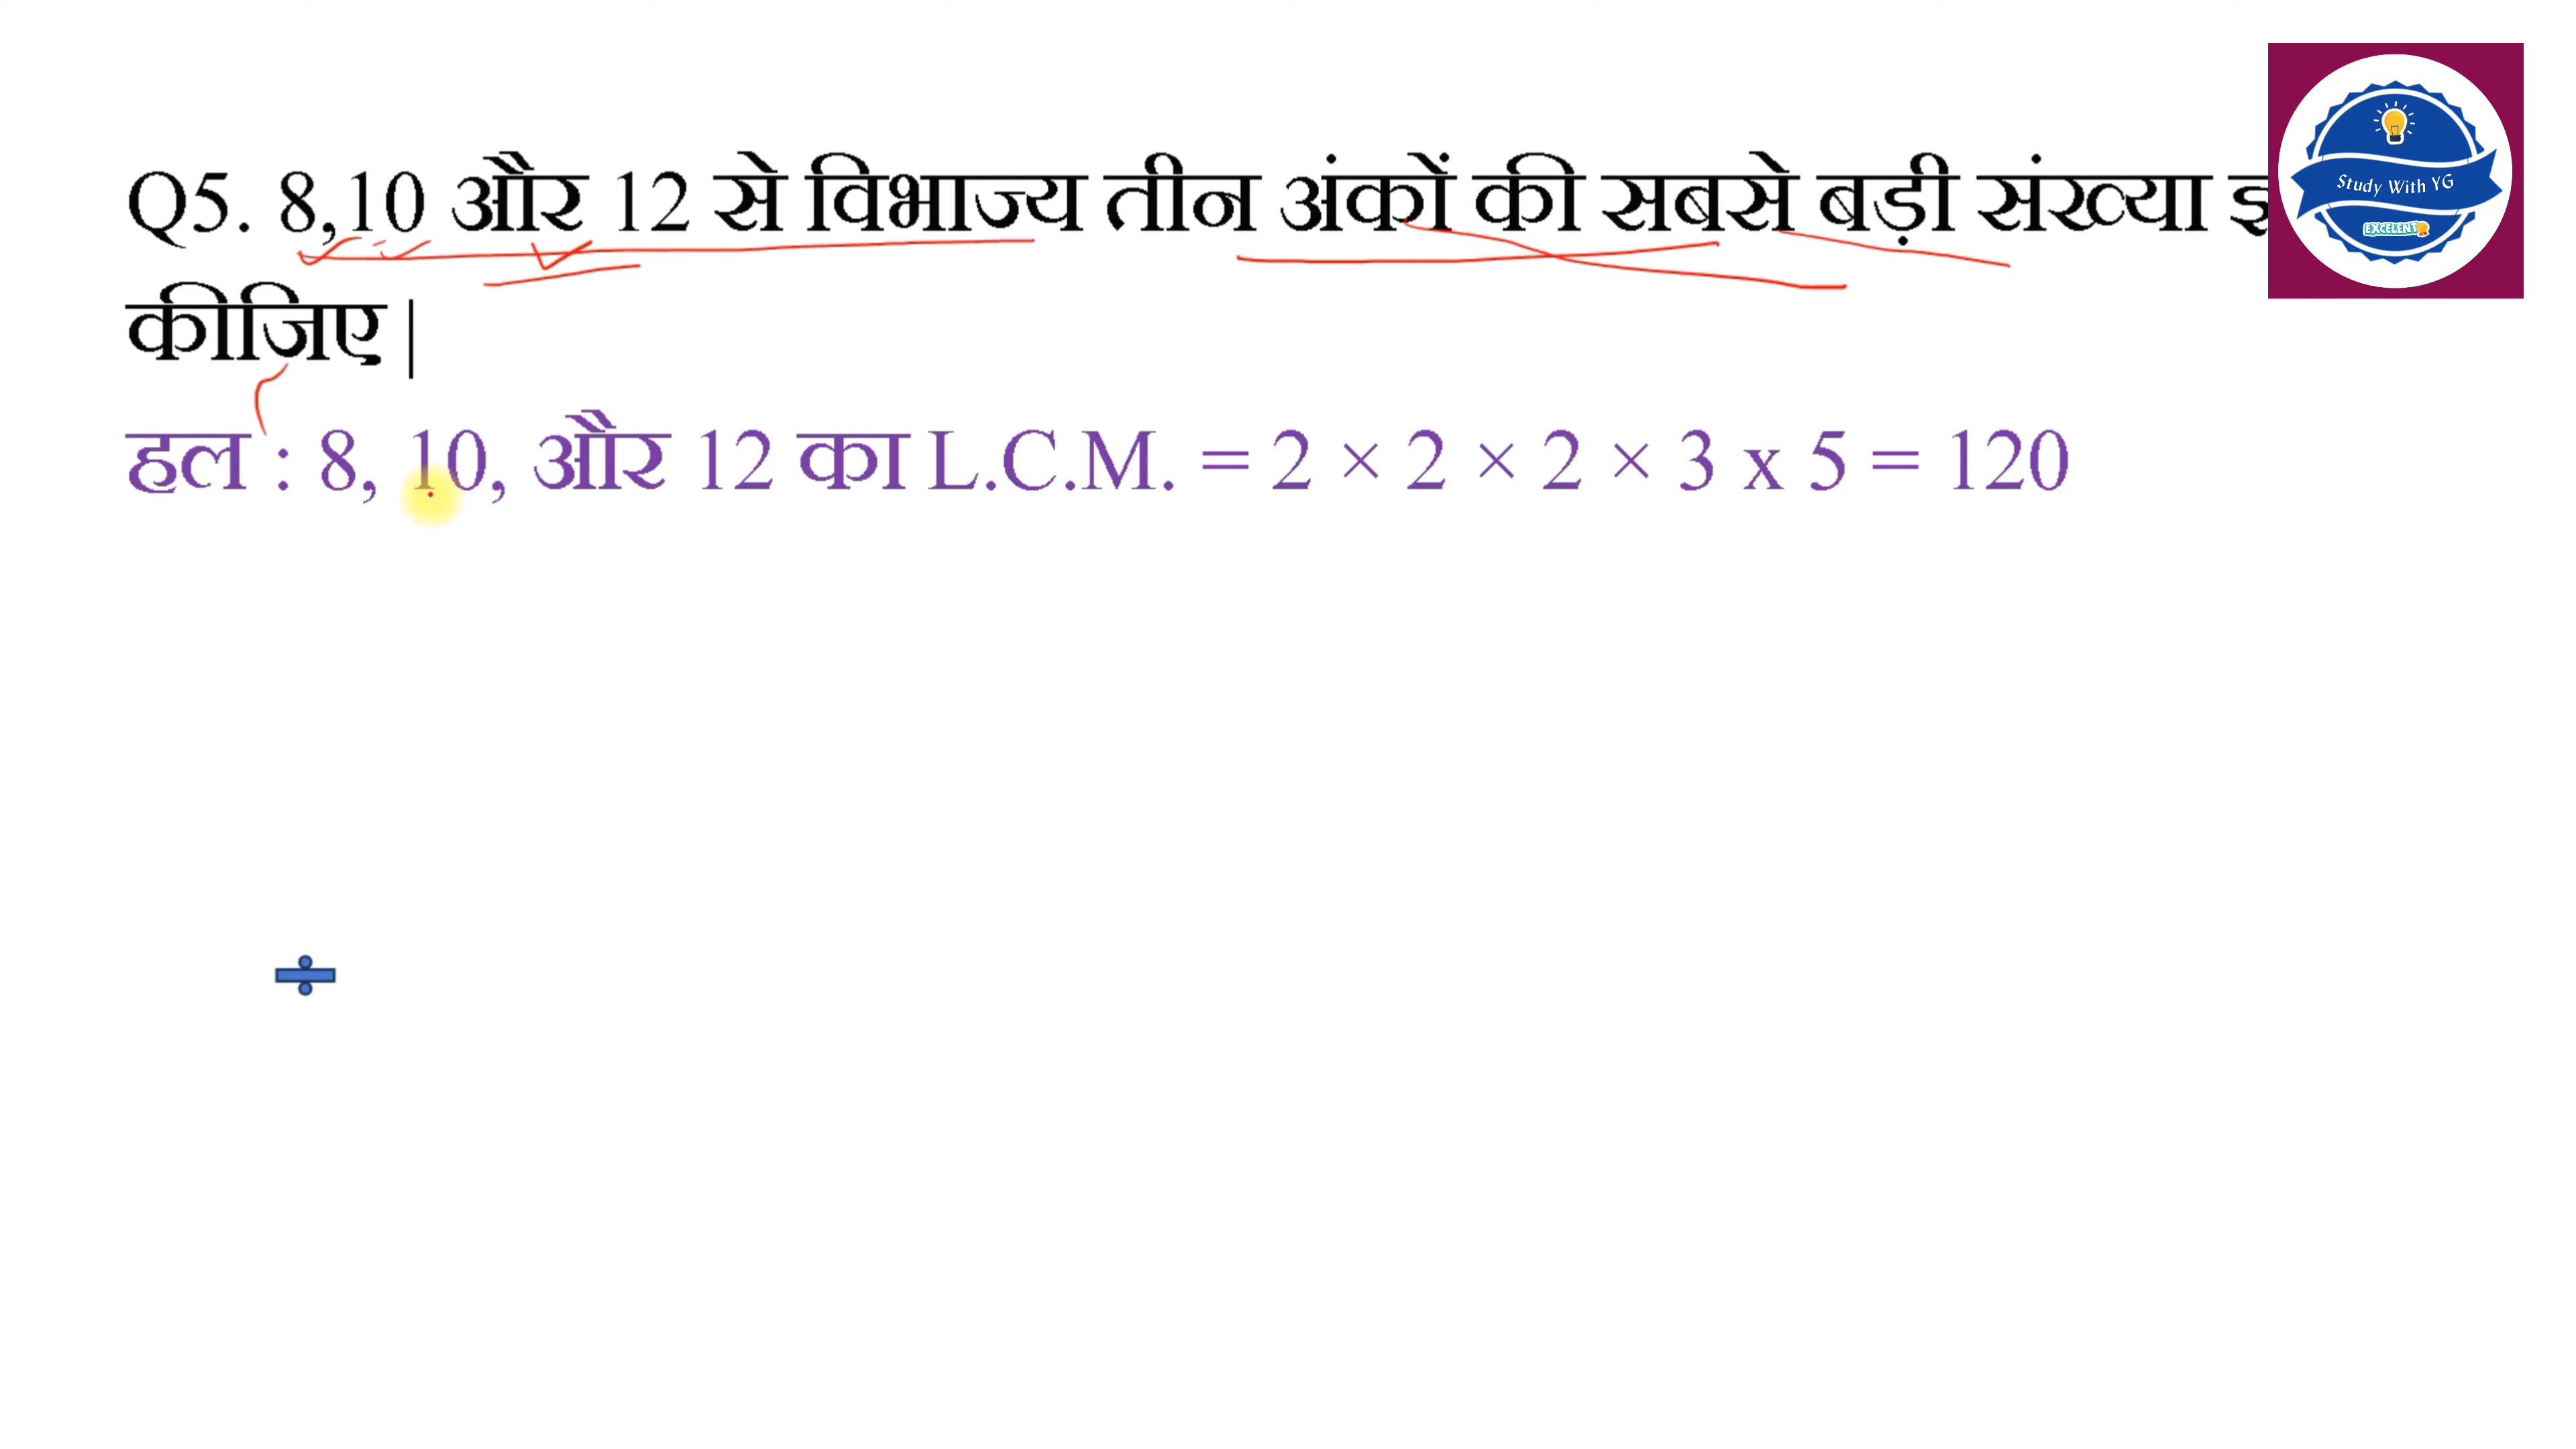 Q5. 8,10 और 12 से विभाज्य तीन अंकों की सबसे बड़ी संख्या
कीजिए |
हल : 8, 10, और 12 का L.C.M. = 2 × 2 × 2 × 3 x 5 = 120
Study With YG
EXCELENT